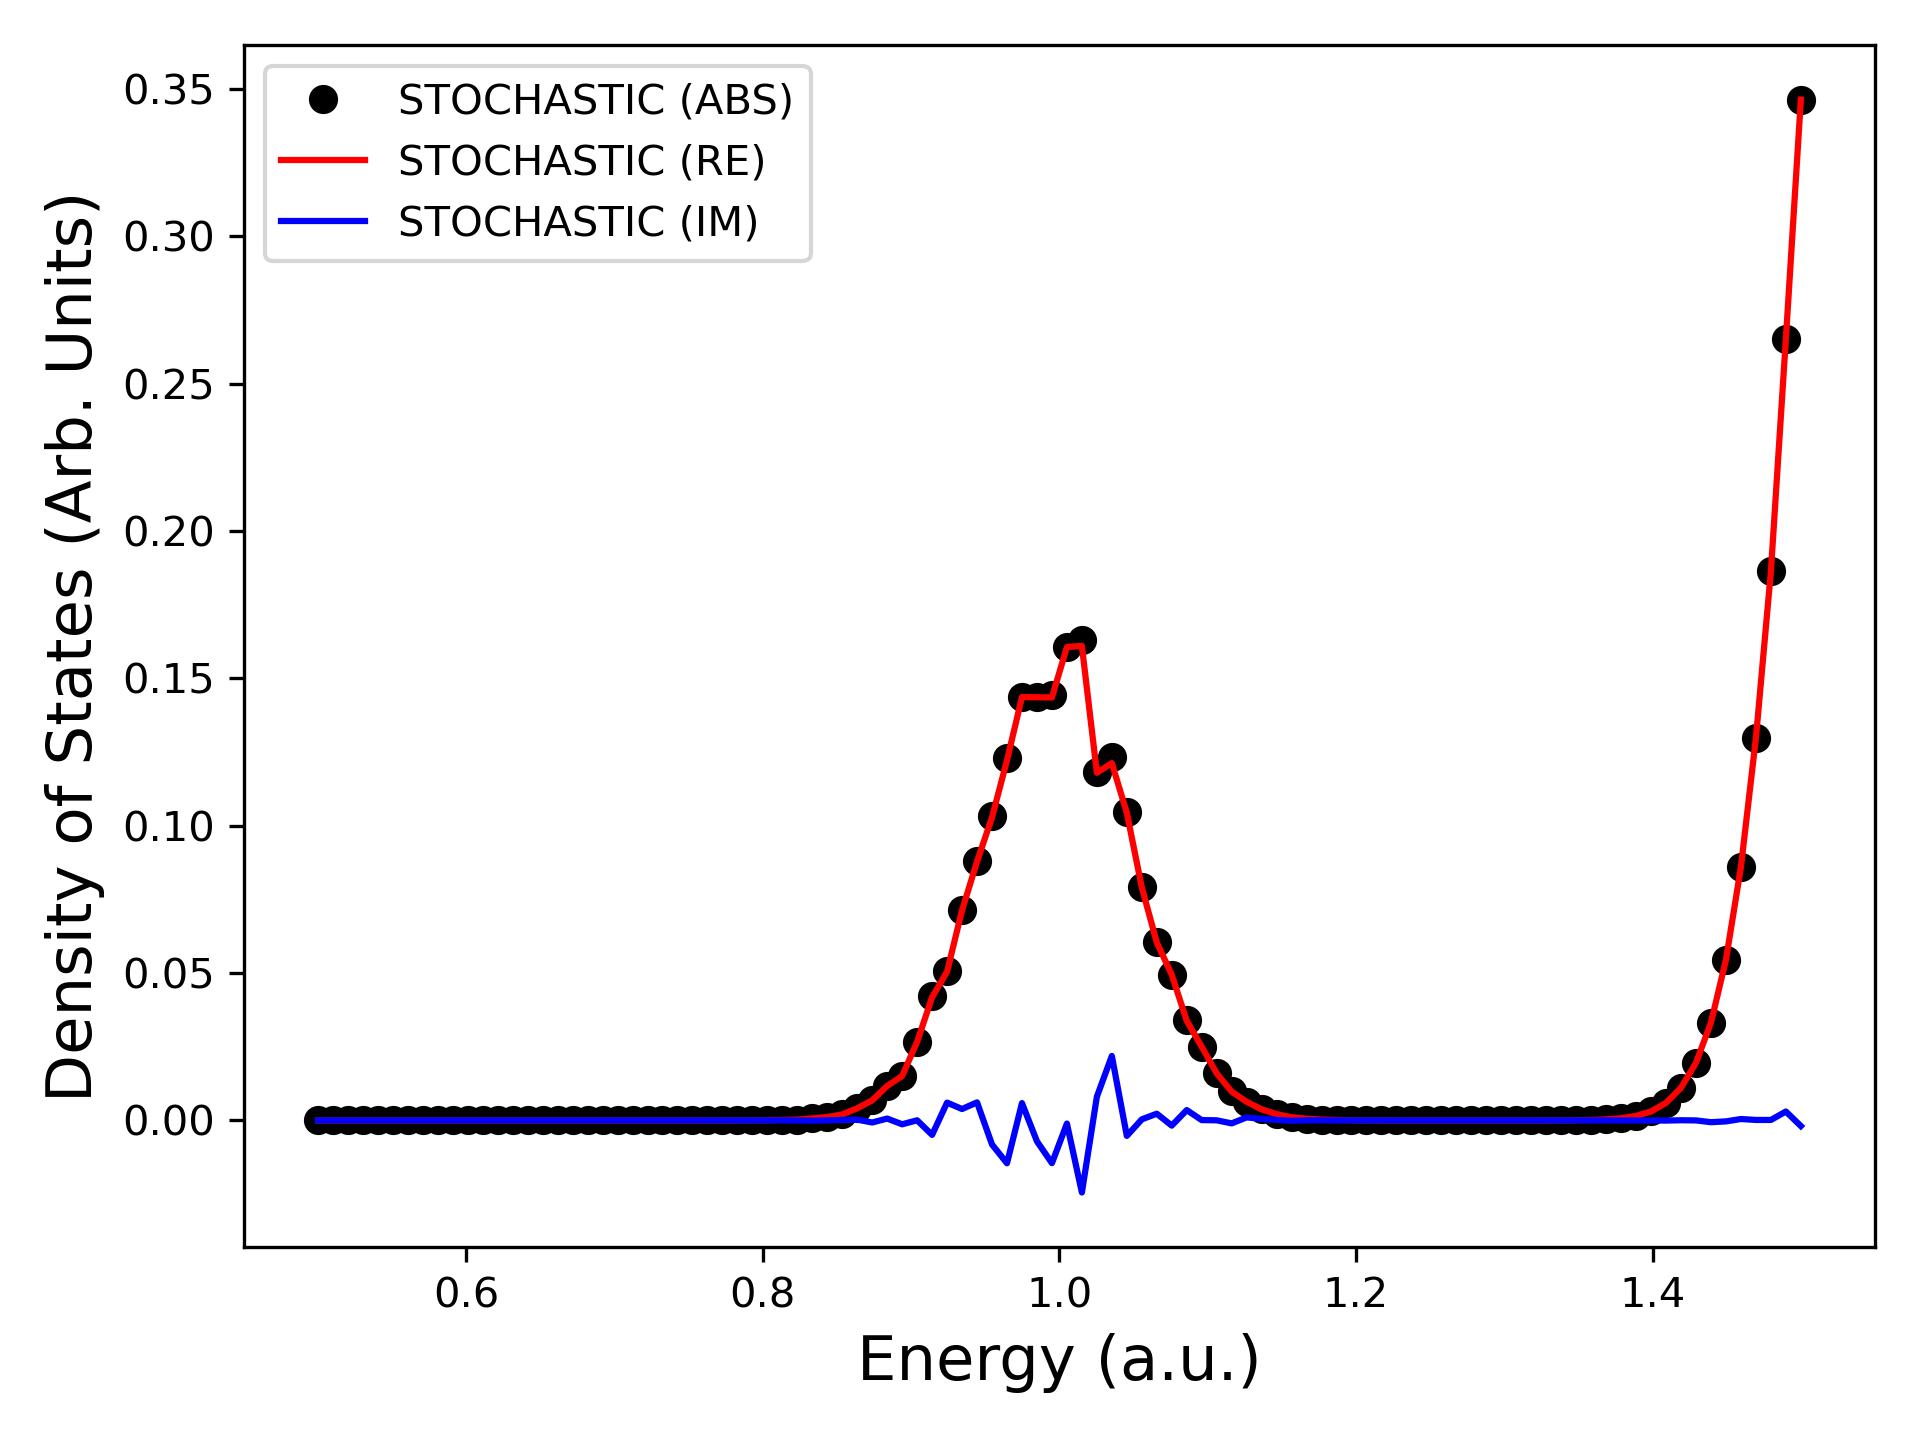 STOCHASTIC (ABS)
STOCHASTIC (RE)
STOCHASTIC (IM)
Density of States (Arb. Units)
0.35
0.30
0.25
0.20
0.15
0.10
0.05
0.00
0.6 0.8 1.0 1.2 1.4
Energy (a.u.)